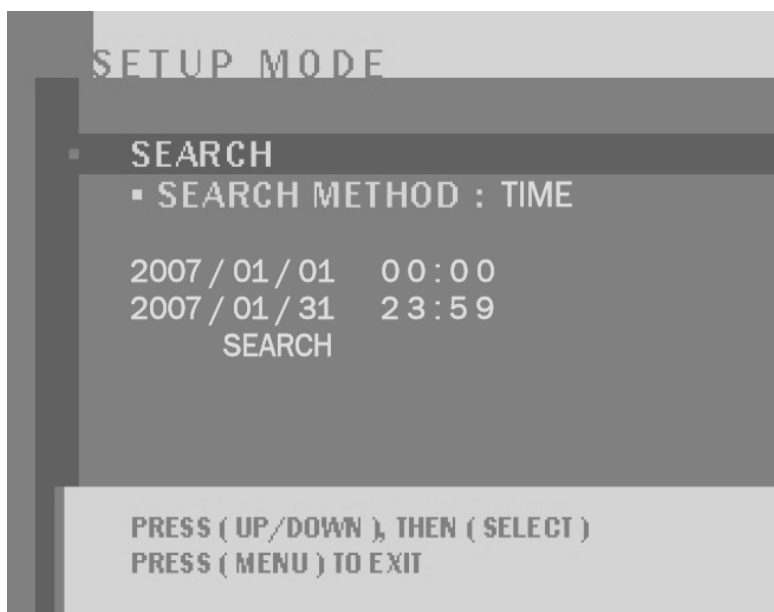 SETUP MODE
SEARCH
▪ SEARCH METHOD : TIME
2007 / 01 / 01 00:00
2007 / 01 / 31 23:59
SEARCH
PRESS ( UP/DOWN ), THEN ( SELECT )
PRESS ( MENU ) TO EXIT